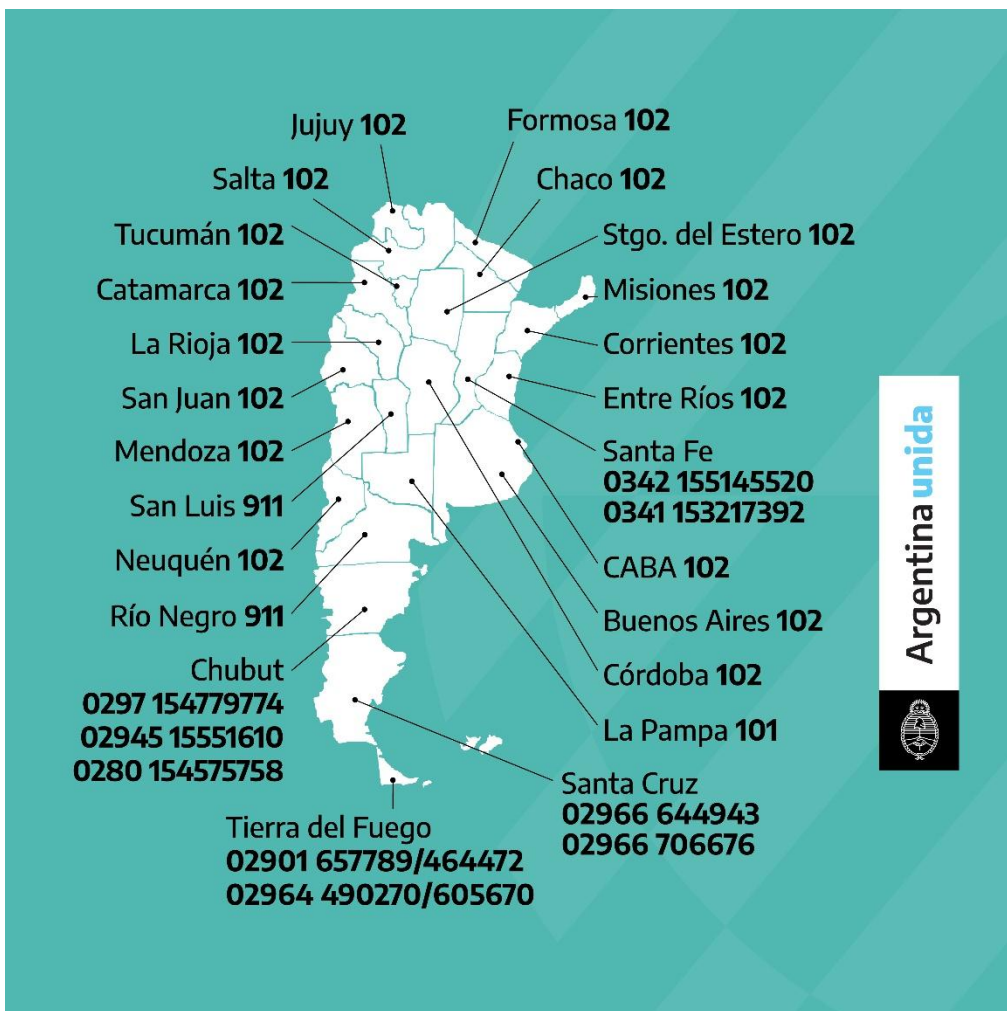 Jujuy 102
Salta 102
Tucumán 102
Catamarca 102
La Rioja 102
San Juan 102
Mendoza 102
San Luis 911
Neuquén 102
Río Negro 911
Chubut
0297 154779774
02945 15551610
0280 154575758
Tierra del Fuego
02901 657789/464472
02964 490270/605670
Formosa 102
Chaco 102
Stgo. del Estero 102
Misiones 102
Corrientes 102
Entre Ríos 102
Santa Fe
0342 155145520
0341 153217392
CABA 102
Buenos Aires 102
Córdoba 102
La Pampa 101
Santa Cruz
02966 644943
02966 706676
Argentina unida